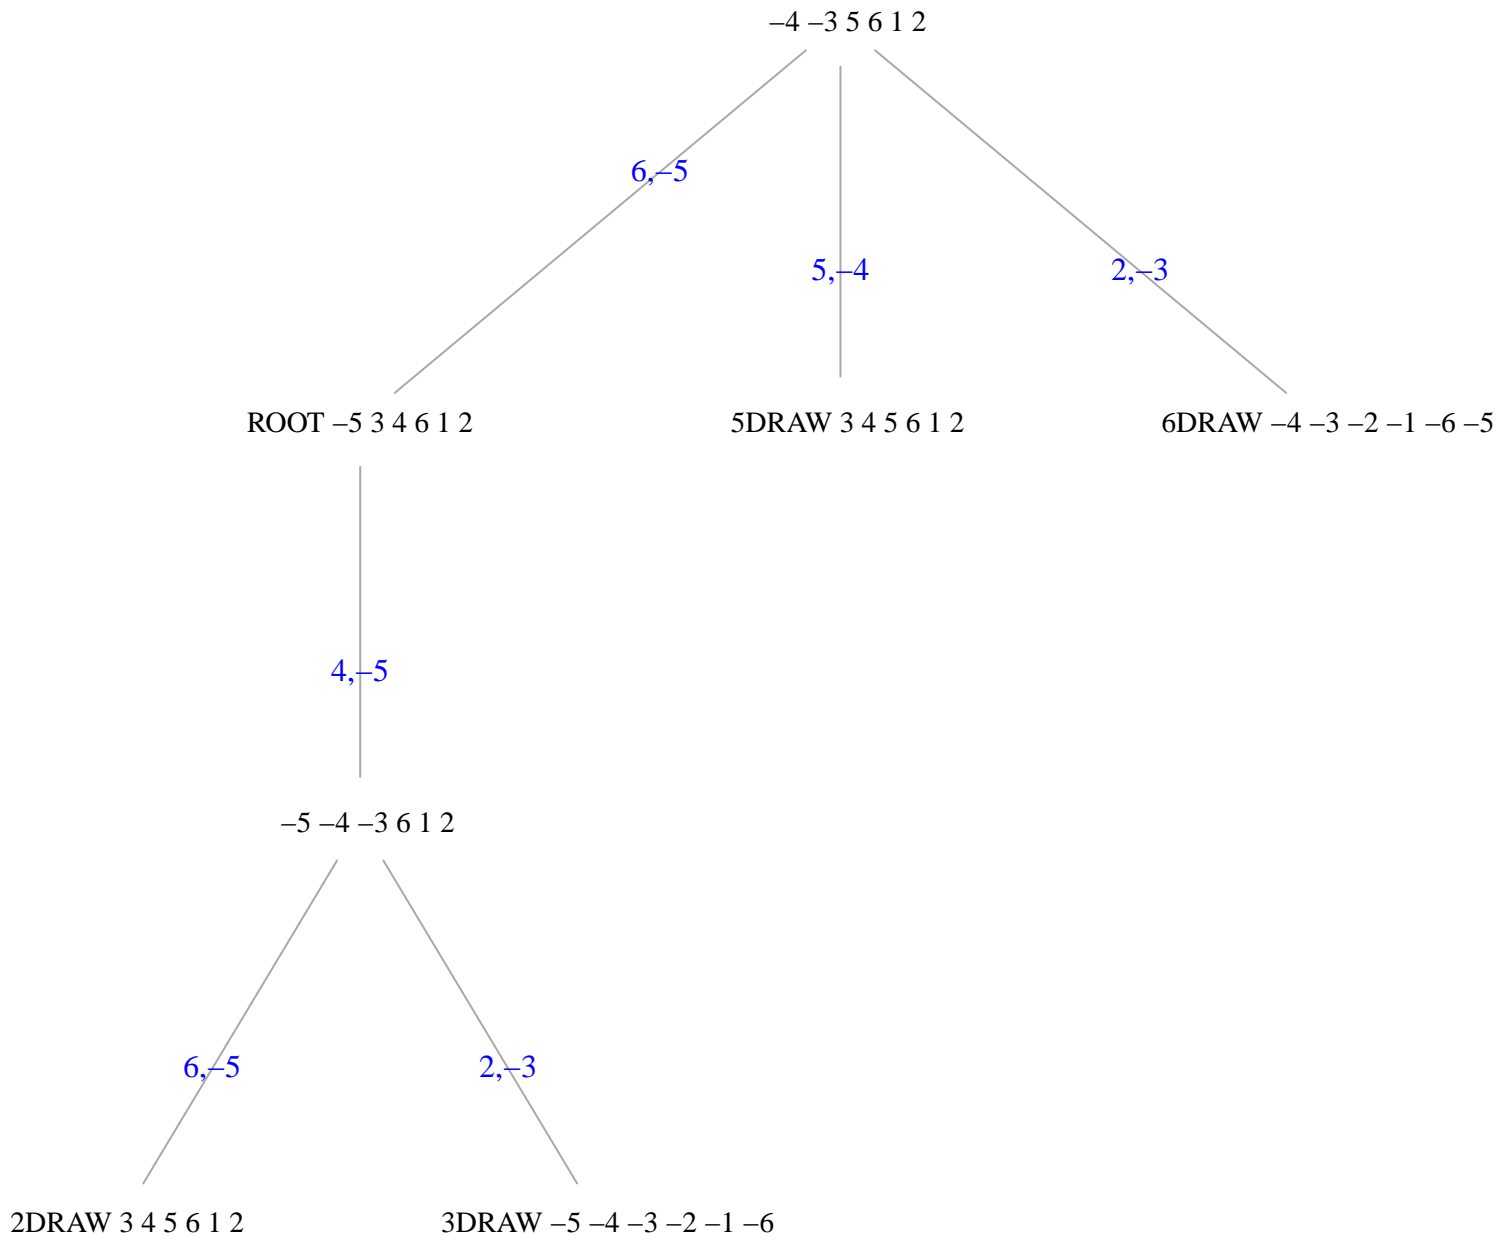 –4 –3 5 6 1 2
6,–5
5,–4
2,–3
ROOT –5 3 4 6 1 2
5DRAW 3 4 5 6 1 2
6DRAW –4 –3 –2 –1 –6 –5
4,–5
–5 –4 –3 6 1 2
6,–5
2,–3
2DRAW 3 4 5 6 1 2
3DRAW –5 –4 –3 –2 –1 –6